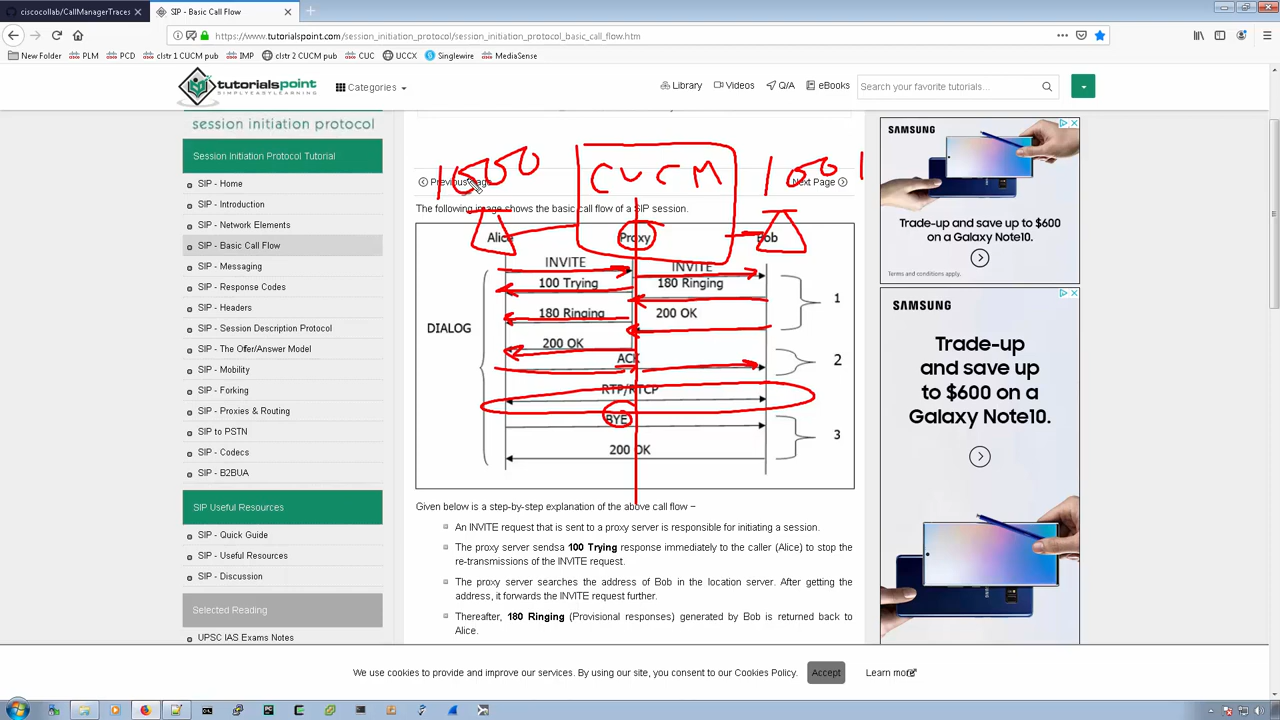 ciscocollab/CallManagerTraces
SIP - Basic Call Flow
https://www.tutorialspoint.com/session_initiation_protocol/session_initiation_protocol_basic_call_flow.htm
New Folder PLM PCD clstr 1 CUCM pub IMP CUC clstr 2 CUCM pub UCCX Singlewire MediaSense
tutorialspoint
SIMPLYEASYLEARNING
Categories
Library Videos Q/A eBooks
Search your favorite tutorials...
session initiation protocol
Session Initiation Protocol Tutorial
SIP - Home
SIP - Introduction
SIP - Network Elements
SIP - Basic Call Flow
SIP - Messaging
SIP - Response Codes
SIP - Headers
SIP - Session Description Protocol
SIP - The Offer/Answer Model
SIP - Mobility
SIP - Forking
SIP - Proxies & Routing
SIP to PSTN
SIP - Codecs
SIP - B2BUA
SIP Useful Resources
SIP - Quick Guide
SIP - Useful Resources
SIP - Discussion
Selected Reading
UPSC IAS Exams Notes
1000 CUCM 1001
Previous Page Next Page
The following image shows the basic call flow of a SIP session.
Alice Proxy Bob
INVITE INVITE
100 Trying 180 Ringing
180 Ringing 200 OK
200 OK
ACK
RTP/RTCP
BYE
200 OK
DIALOG
1
2
3
Given below is a step-by-step explanation of the above call flow −
An INVITE request that is sent to a proxy server is responsible for initiating a session.
The proxy server sendsa 100 Trying response immediately to the caller (Alice) to stop the
re-transmissions of the INVITE request.
The proxy server searches the address of Bob in the location server. After getting the
address, it forwards the INVITE request further.
Thereafter, 180 Ringing (Provisional responses) generated by Bob is returned back to
Alice.
SAMSUNG
Trade-up and save up to $600
on a Galaxy Note10.
Terms and conditions apply.
SAMSUNG
Trade-up
and save up
to $600 on a
Galaxy Note10.
We use cookies to provide and improve our services. By using our site, you consent to our Cookies Policy. Accept Learn more